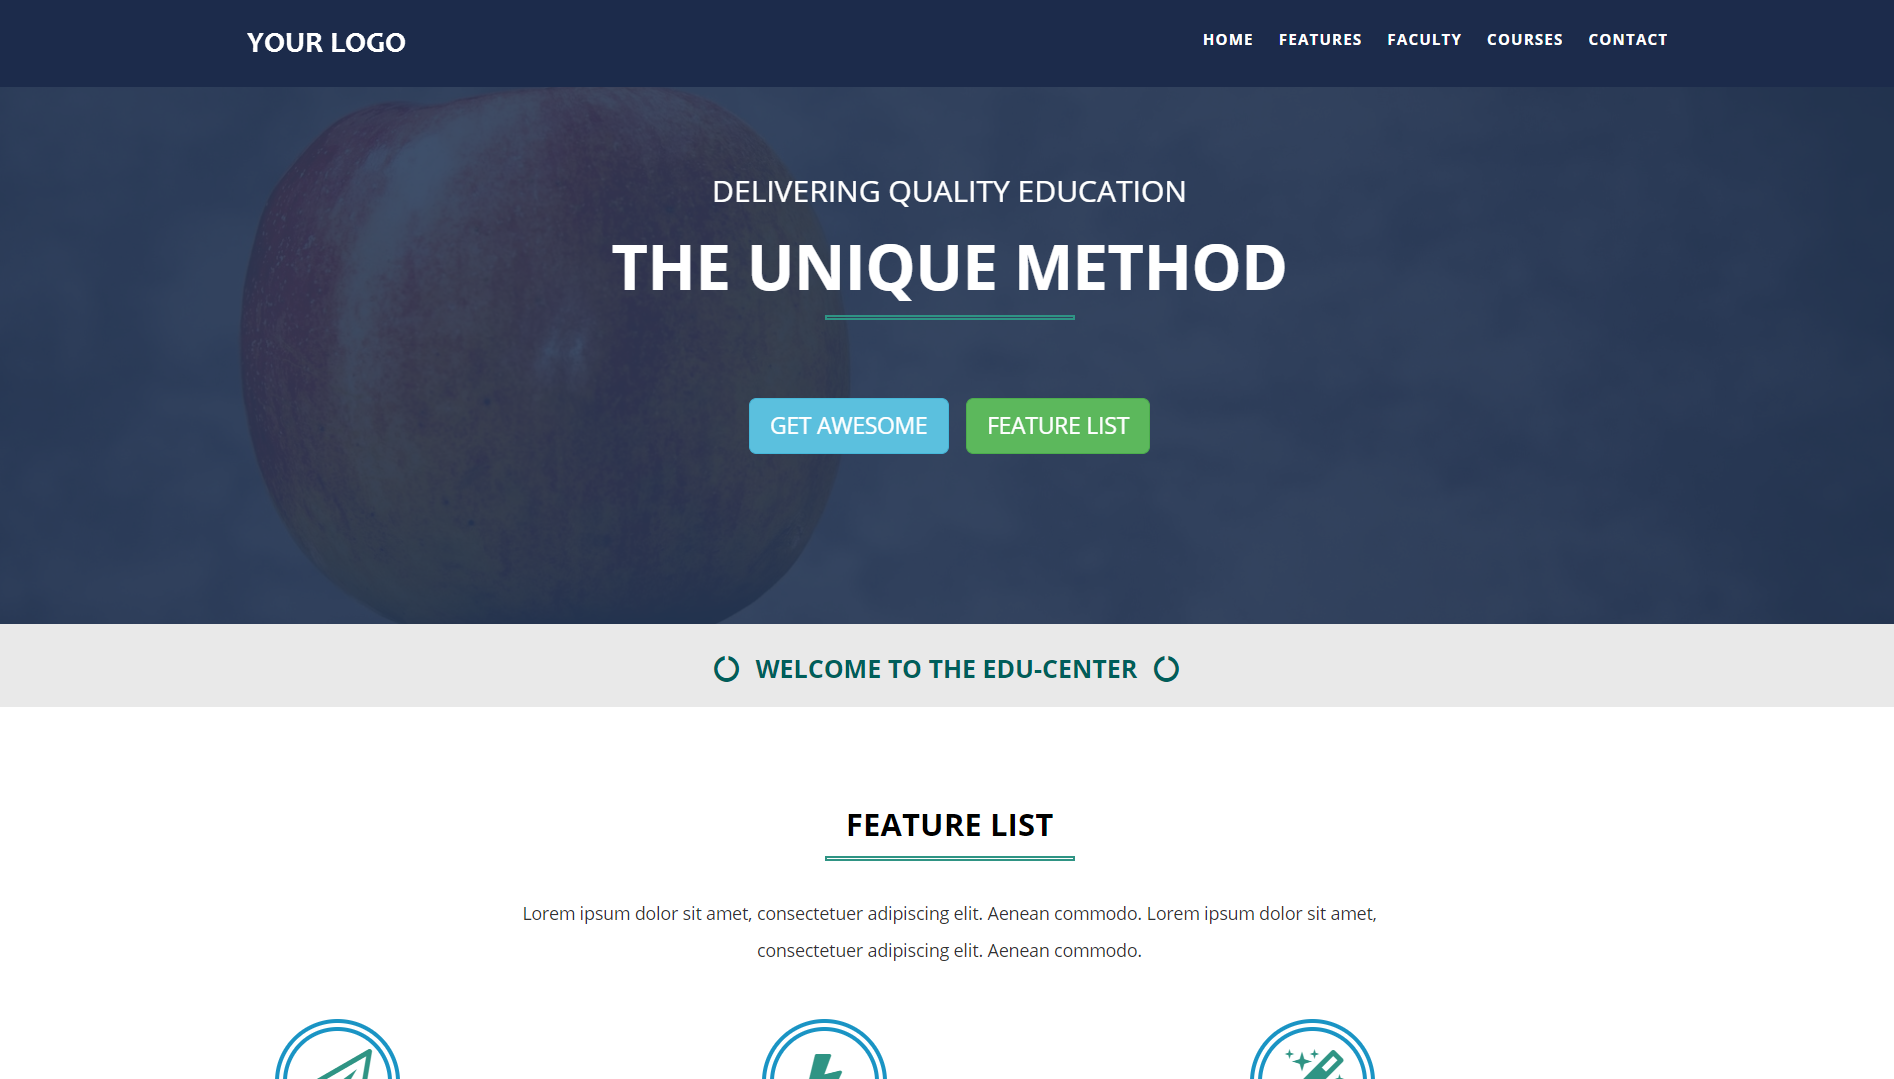 YOUR LOGO
HOME FEATURES FACULTY COURSES CONTACT
DELIVERING QUALITY EDUCATION
THE UNIQUE METHOD
GET AWESOME FEATURE LIST
WELCOME TO THE EDU-CENTER
FEATURE LIST
Lorem ipsum dolor sit amet, consectetuer adipiscing elit. Aenean commodo. Lorem ipsum dolor sit amet,
consectetuer adipiscing elit. Aenean commodo.